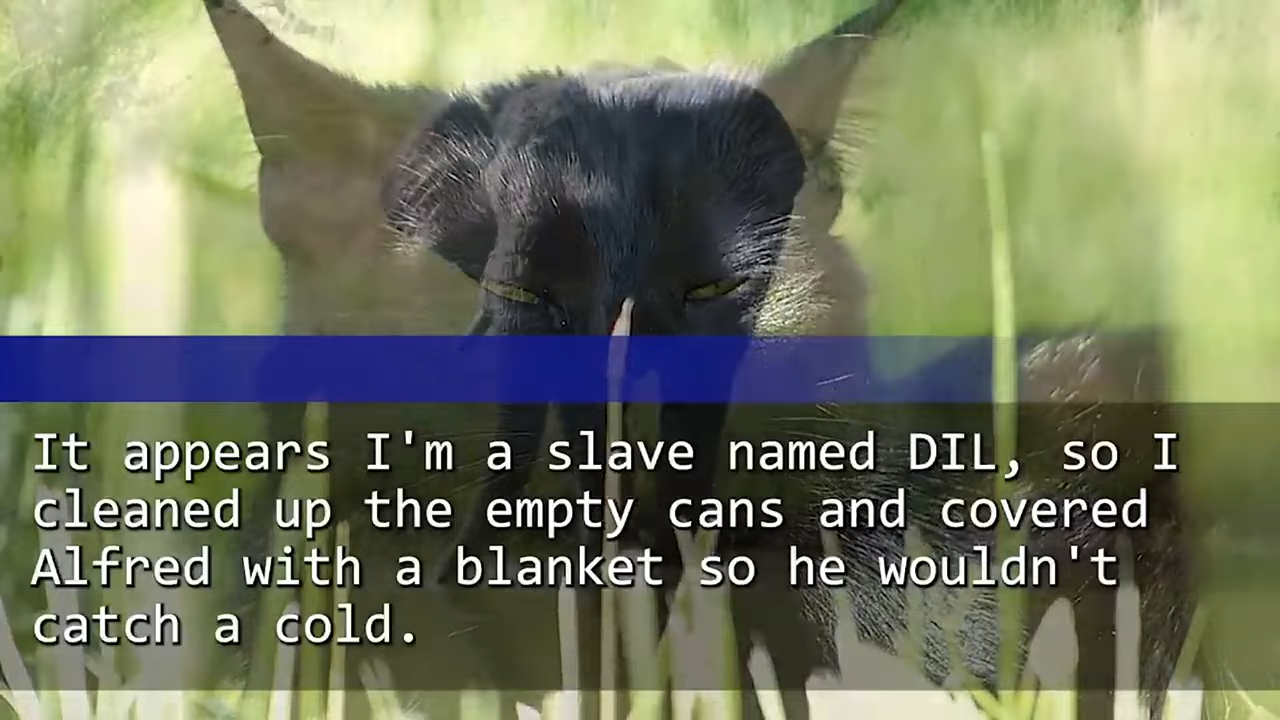 It appears I'm a slave named DIL, so I
cleaned up the empty cans and covered
Alfred with a blanket so he wouldn't
catch a cold.